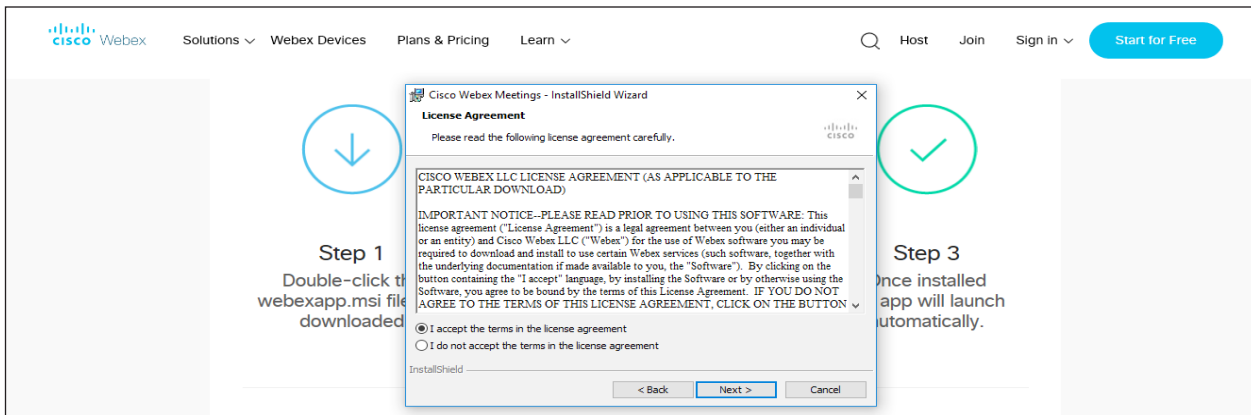 CISCO Webex
Solutions
Webex Devices
Plans & Pricing
Learn
Host
Join
Sign in
Start for Free
Cisco Webex Meetings - InstallShield Wizard
License Agreement
Please read the following license agreement carefully.
CISCO
CISCO WEBEX LLC LICENSE AGREEMENT (AS APPLICABLE TO THE
PARTICULAR DOWNLOAD)
IMPORTANT NOTICE--PLEASE READ PRIOR TO USING THIS SOFTWARE: This
license agreement ("License Agreement") is a legal agreement between you (either an individual
or an entity) and Cisco Webex LLC ("Webex") for the use of Webex software you may be
required to download and install to use certain Webex services (such software, together with
the underlying documentation if made available to you, the "Software"). By clicking on the
button containing the "I accept" language, by installing the Software or by otherwise using the
Software, you agree to be bound by the terms of this License Agreement. IF YOU DO NOT
AGREE TO THE TERMS OF THIS LICENSE AGREEMENT, CLICK ON THE BUTTON
I accept the terms in the license agreement
I do not accept the terms in the license agreement
InstallShield
< Back
Next >
Cancel
Step 1
Double-click th
webexapp.msi file
downloaded
Step 3
Once installed
app will launch
automatically.